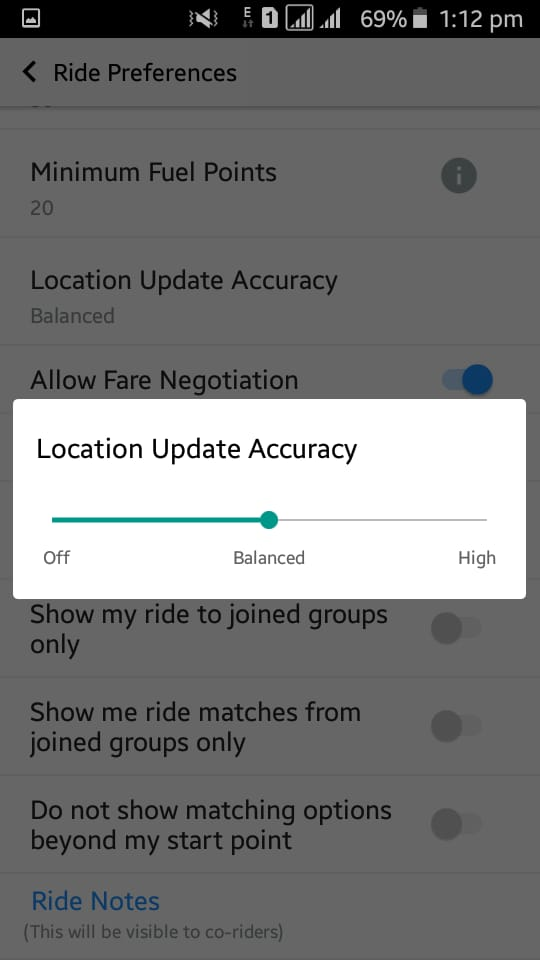 E 1 69% 1:12 pm
Ride Preferences
Minimum Fuel Points
20
Location Update Accuracy
Balanced
Allow Fare Negotiation
Location Update Accuracy
Off Balanced High
Show my ride to joined groups
only
Show me ride matches from
joined groups only
Do not show matching options
beyond my start point
Ride Notes
(This will be visible to co-riders)